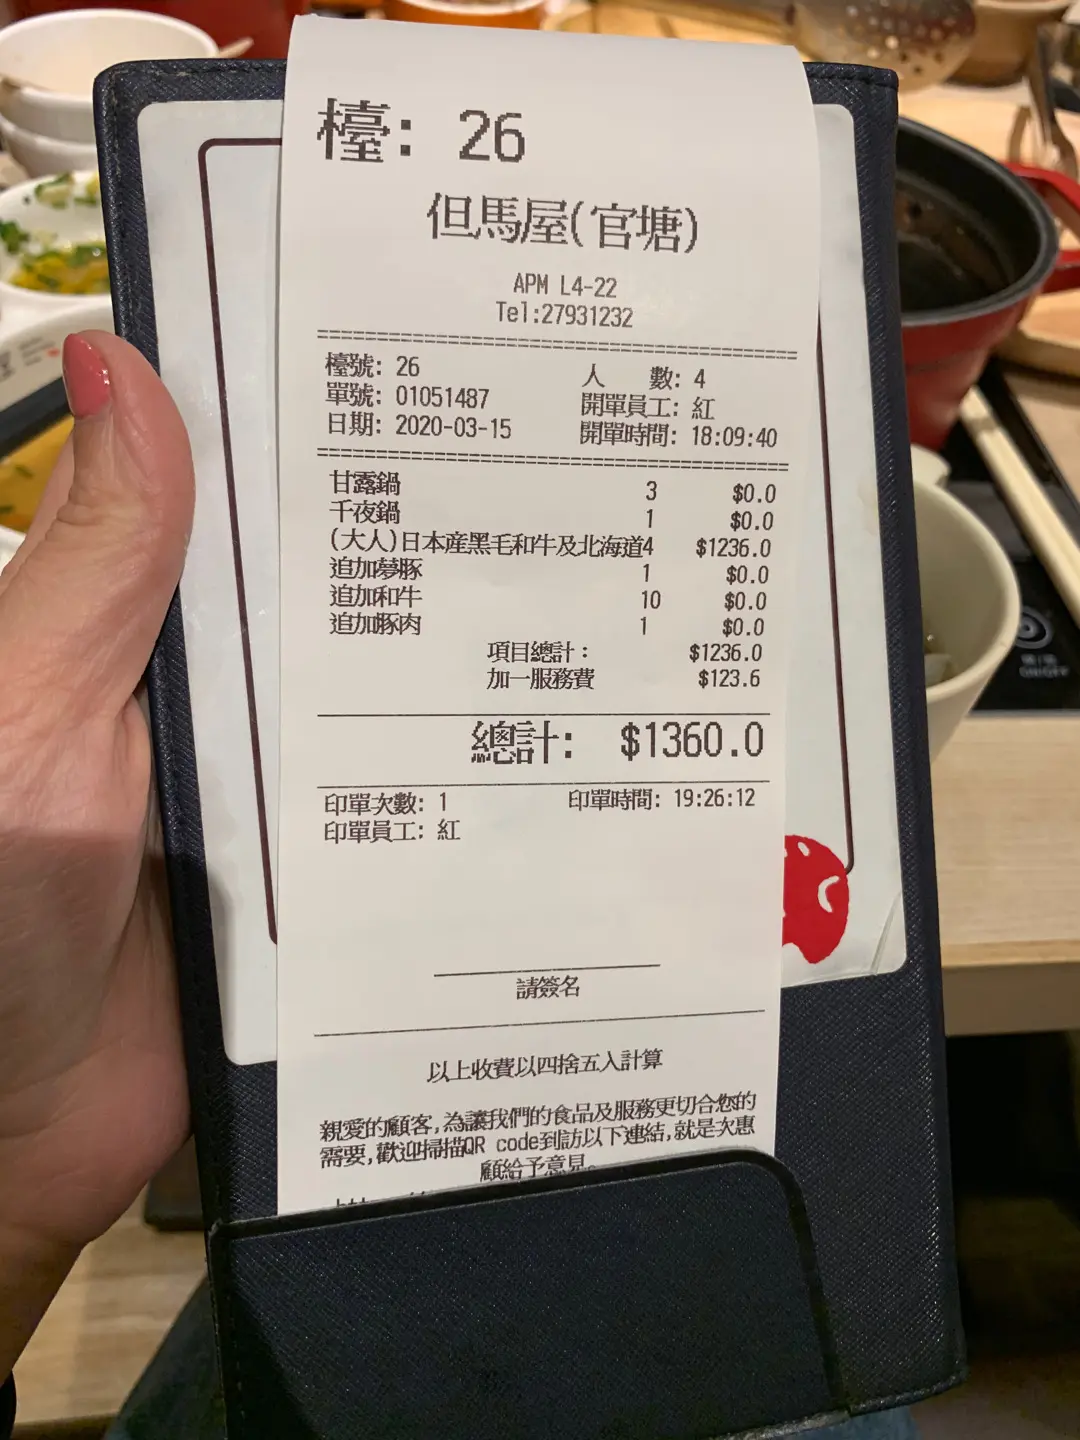 檯: 26
但馬屋(官塘)
APM L4-22
Tel:27931232
檯號: 26
人 數: 4
單號: 01051487
開單員工: 紅
日期: 2020-03-15
開單時間: 18:09:40
甘露鍋 3 $0.0
千夜鍋 1 $0.0
(大人)日本産黑毛和牛及北海道4 $1236.0
追加夢豚 1 $0.0
追加和牛 10 $0.0
追加豚肉 1 $0.0
項目總計: $1236.0
加一服務費 $123.6
總計: $1360.0
印單次數: 1
印單時間: 19:26:12
印單員工: 紅
請簽名
以上收費以四捨五入計算
親愛的顧客,為讓我們的食品及服務更切合您的
需要,歡迎掃描QR code到訪以下連結,就是次惠
顧給予意見。